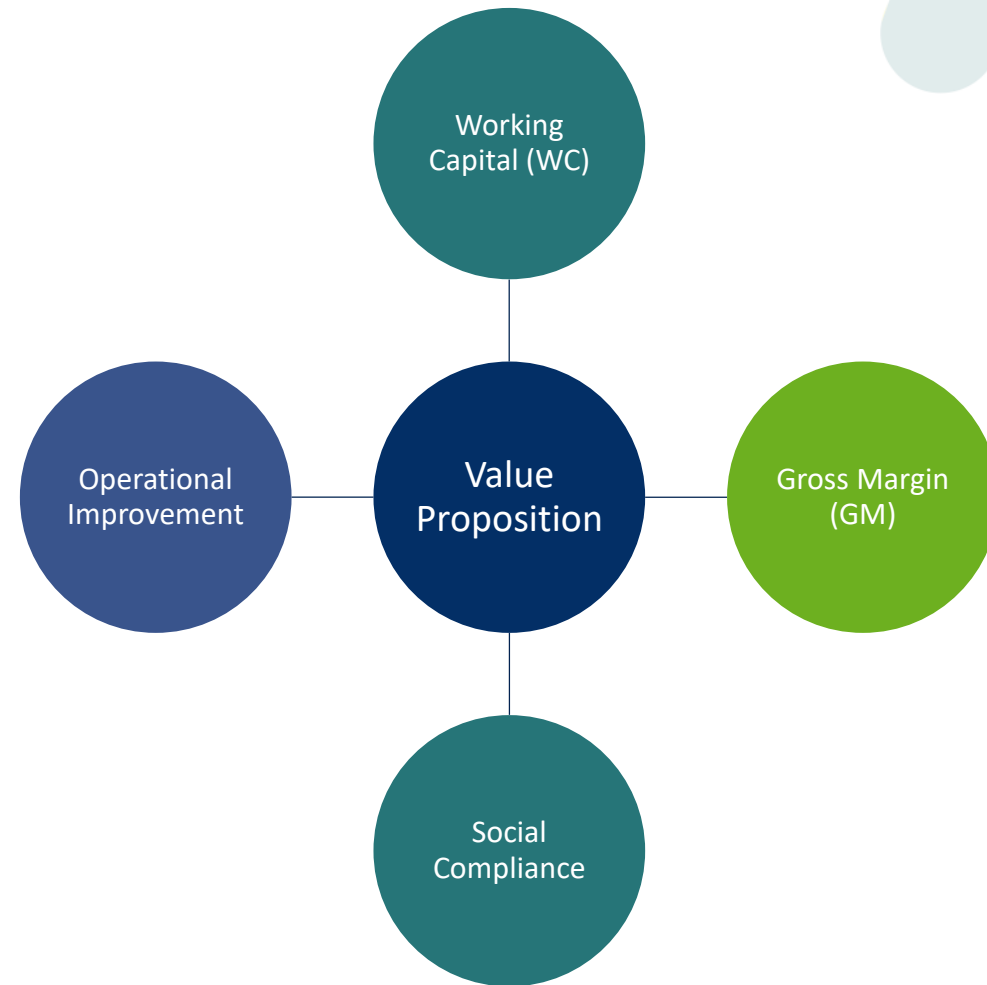 Working
Capital (WC)
Operational
Improvement
Value
Proposition
Gross Margin
(GM)
Social
Compliance